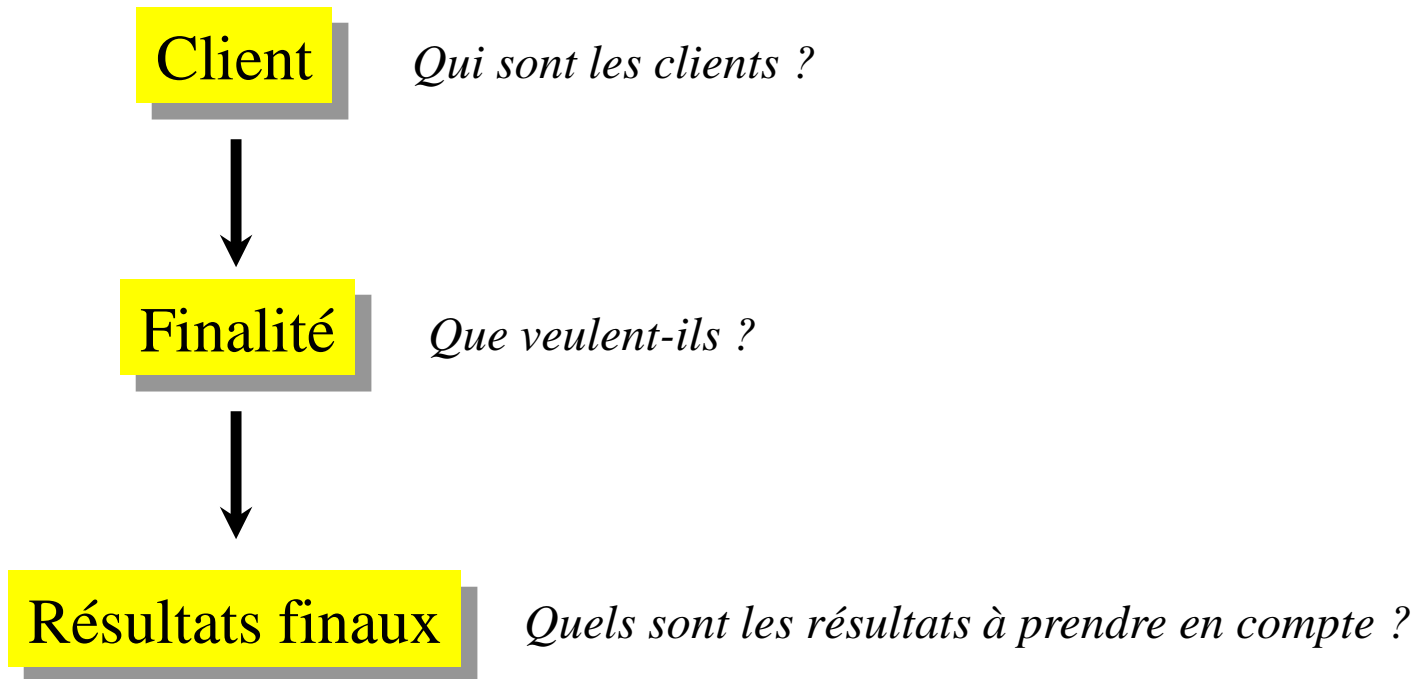 Client
Qui sont les clients ?
Finalité
Que veulent-ils ?
Résultats finaux
Quels sont les résultats à prendre en compte ?